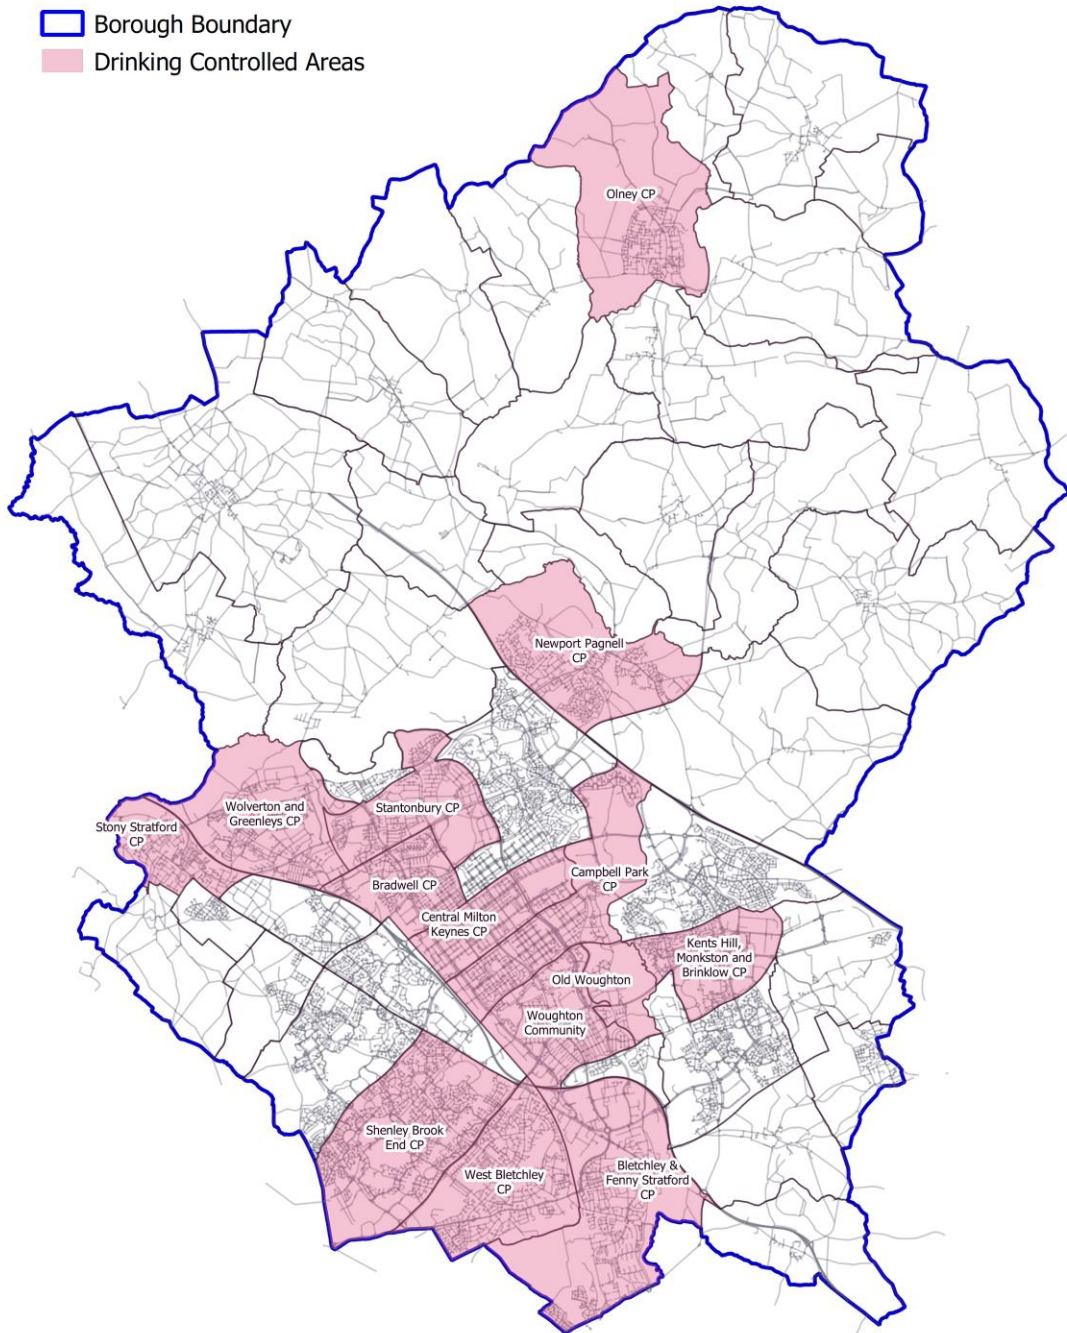 Borough Boundary
Drinking Controlled Areas
Olney CP
Newport Pagnell
CP
Wolverton and
Greenleys CP
Stantonbury CP
Stony Stratford
CP
Bradwell CP
Campbell Park
CP
Central Milton
Keynes CP
Kents Hill,
Monkston and
Brinklow CP
Old Woughton
Woughton
Community
Shenley Brook
End CP
West Bletchley
CP
Bletchley &
Fenny Stratford
CP